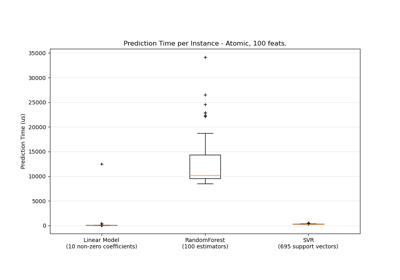 Prediction Time per Instance - Atomic, 100 feats.
35000
30000
25000
20000
15000
10000
5000
0
Prediction Time (us)
Linear Model
(10 non-zero coefficients)
RandomForest
(100 estimators)
SVR
(695 support vectors)